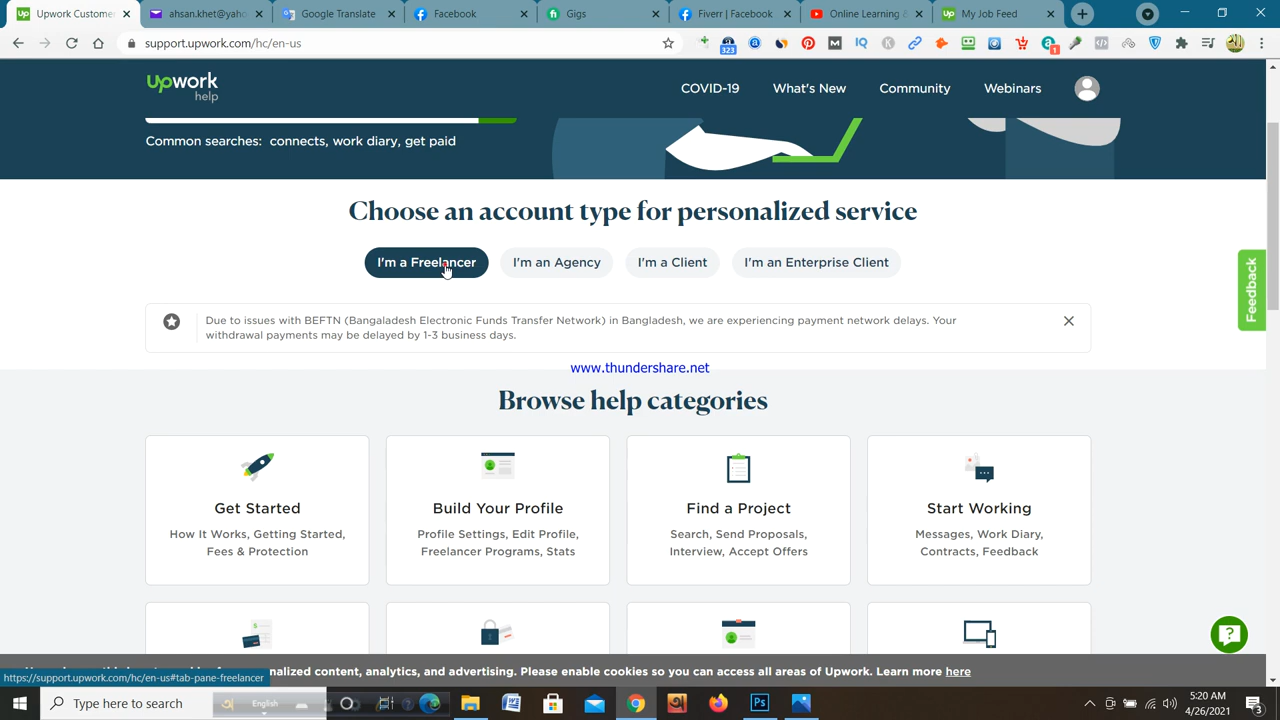 Upwork Custome
ahsan.khet@yaho
Google Translate
Facebook
Gigs
Fiverr | Facebook
Online Learning &
My Job Feed
support.upwork.com/hc/en-us
323
1
upwork
help
COVID-19
What's New
Community
Webinars
Common searches: connects, work diary, get paid
Choose an account type for personalized service
I'm a Freelancer
I'm an Agency
I'm a Client
I'm an Enterprise Client
Due to issues with BEFTN (Bangaladesh Electronic Funds Transfer Network) in Bangladesh, we are experiencing payment network delays. Your
withdrawal payments may be delayed by 1-3 business days.
Feedback
www.thundershare.net
Browse help categories
Get Started
How It Works, Getting Started,
Fees & Protection
Build Your Profile
Profile Settings, Edit Profile,
Freelancer Programs, Stats
Find a Project
Search, Send Proposals,
Interview, Accept Offers
Start Working
Messages, Work Diary,
Contracts, Feedback
nalized content, analytics, and advertising. Please enable cookies so you can access all areas of Upwork. Learn more here
https://support.upwork.com/hc/en-us#tab-pane-freelancer
Type here to search
English
5:20 AM
4/26/2021
3